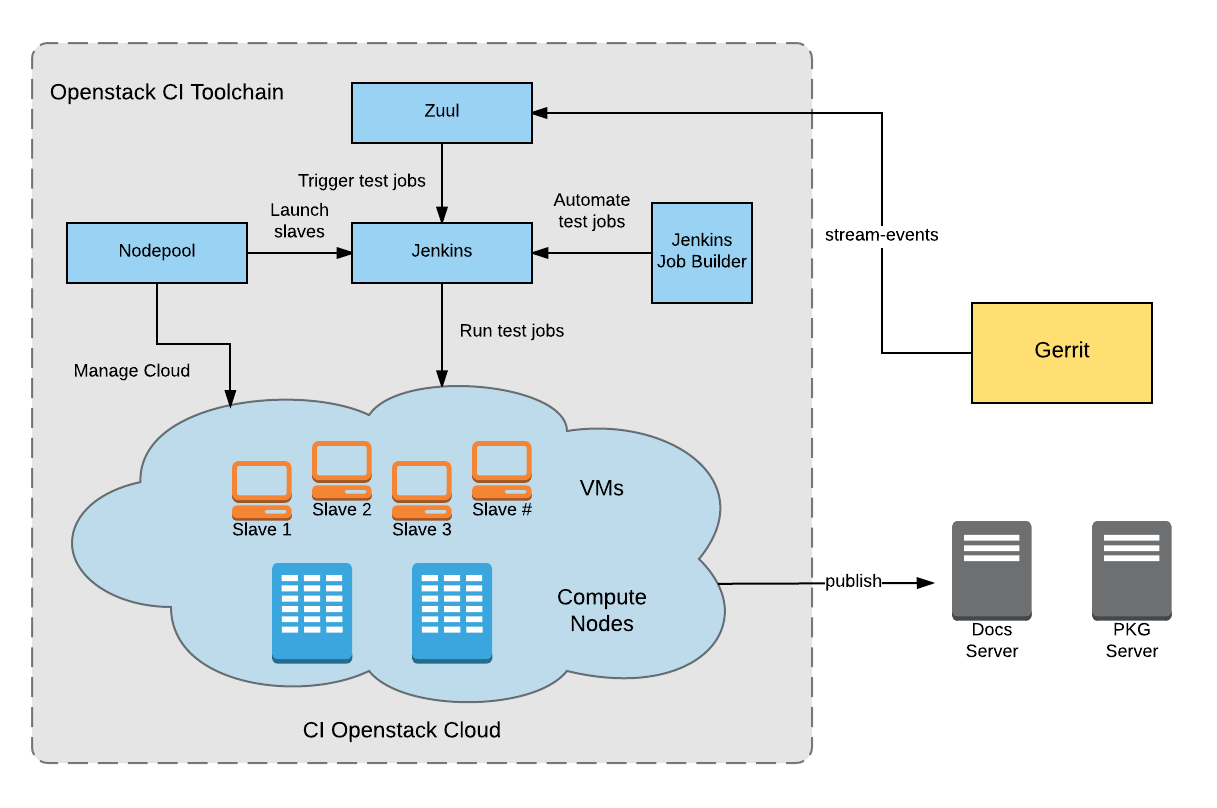 Openstack CI Toolchain
Zuul
Trigger test jobs
Launch
slaves
Automate
test jobs
Nodepool
Jenkins
Jenkins
Job Builder
stream-events
Run test jobs
Manage Cloud
Gerrit
VMs
Slave 1
Slave 2
Slave 3
Slave #
Compute
Nodes
publish
Docs
Server
PKG
Server
CI Openstack Cloud